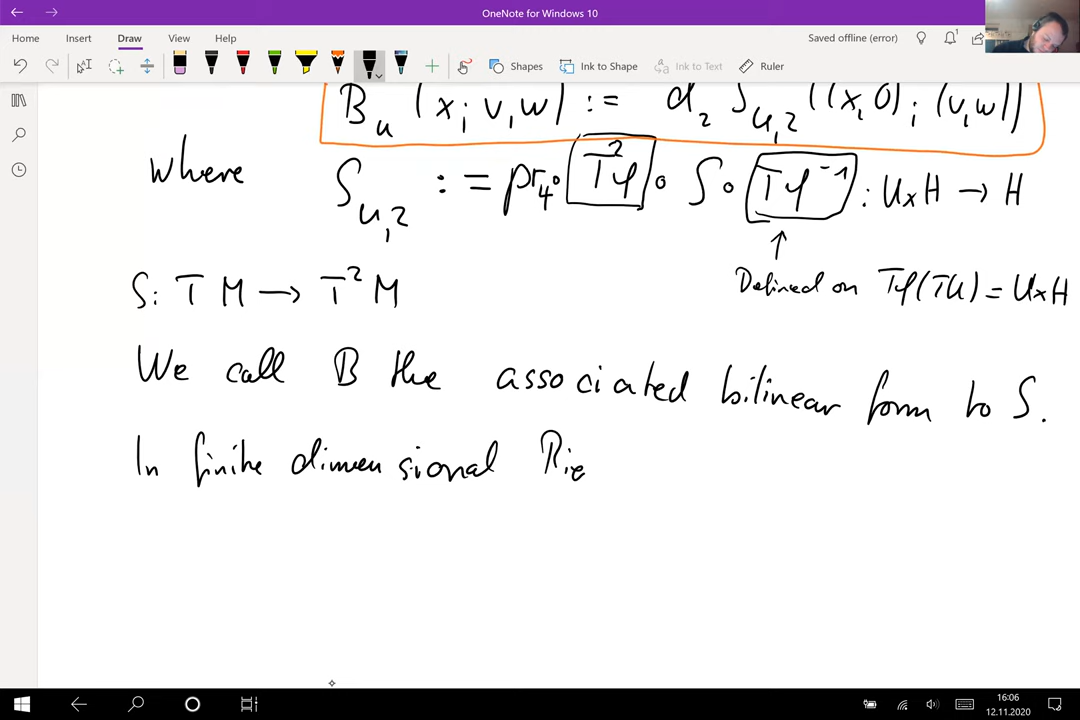 OneNote for Windows 10
Home Insert Draw View Help Saved offline (error)
Shapes Ink to Shape Ink to Text Ruler
B_u (x; v, w) := d_2 S_{u,2} ((x, 0); (v, w))
where S_{u,2} := pr_4 ∘ T²φ ∘ S ∘ Tφ⁻¹ : U×H → H
↑
S: TM → T²M Defined on Tφ(TU) = U×H
We call B the associated bilinear form to S.
In finite dimensional Rie
16:06
12.11.2020